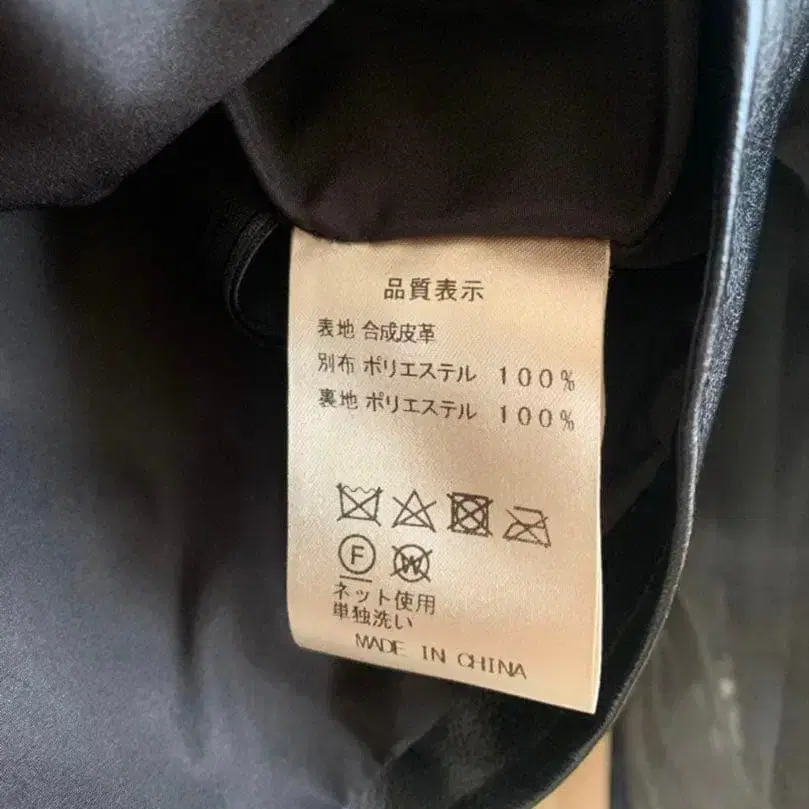 品質表示
表地 合成皮革
別布 ポリエステル 100%
裏地 ポリエステル 100%
F W
ネット使用
単独洗い
MADE IN CHINA